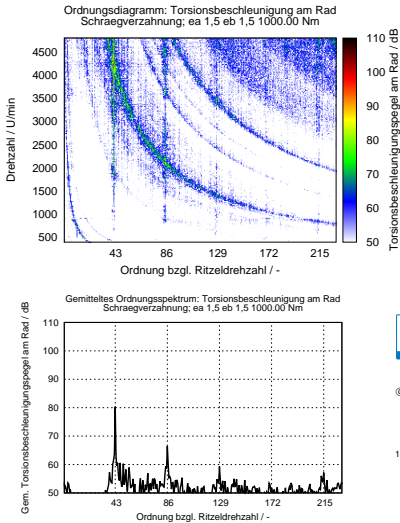 Ordnungsdiagramm: Torsionsbeschleunigung am Rad
Schraegverzahnung; ea 1,5 eb 1,5 1000.00 Nm
4500
4000
3500
3000
2500
2000
1500
1000
500
Drehzahl / U/min
43 86 129 172 215
Ordnung bzgl. Ritzeldrehzahl / -
110
100
90
80
70
60
50
Torsionsbeschleunigungspegel am Rad / dB
Gemitteltes Ordnungsspektrum: Torsionsbeschleunigung am Rad
Schraegverzahnung; ea 1,5 eb 1,5 1000.00 Nm
110
100
90
80
70
60
50
Gem. Torsionsbeschleunigungspegel am Rad / dB
43 86 129 172 215
Ordnung bzgl. Ritzeldrehzahl / -
©
1